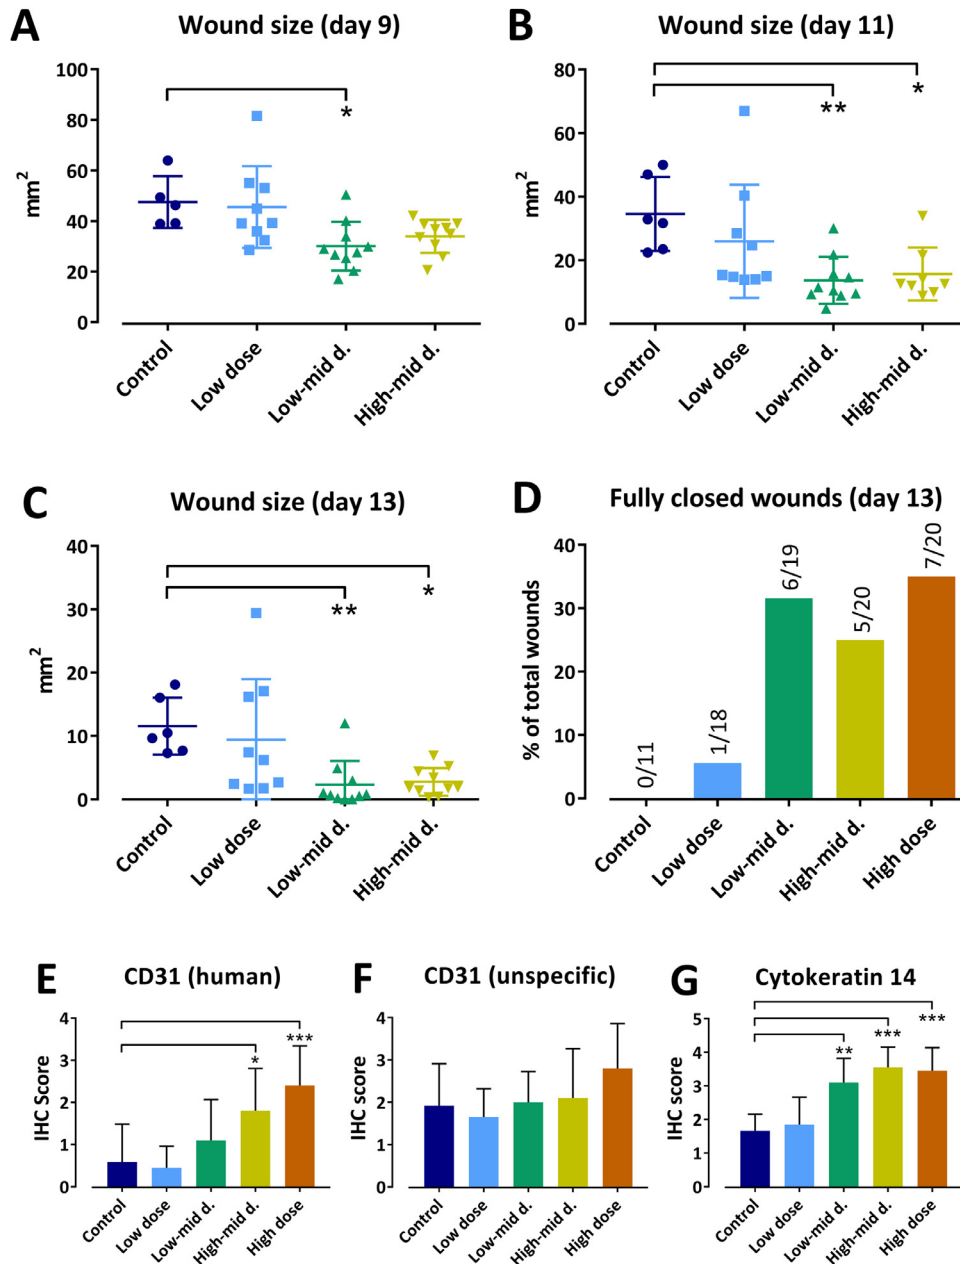 A
Wound size (day 9)
mm²
100
80
60
40
20
0
*
Control
Low dose
Low-mid d.
High-mid d.
B
Wound size (day 11)
mm²
80
60
40
20
0
**
*
Control
Low dose
Low-mid d.
High-mid d.
C
Wound size (day 13)
mm²
40
30
20
10
0
**
*
Control
Low dose
Low-mid d.
High-mid d.
D
Fully closed wounds (day 13)
% of total wounds
40
30
20
10
0
0/11
1/18
6/19
5/20
7/20
Control
Low dose
Low-mid d.
High-mid d.
High dose
E
CD31 (human)
IHC Score
4
3
2
1
0
*
***
Control
Low dose
Low-mid d.
High-mid d.
High dose
F
CD31 (unspecific)
IHC score
4
3
2
1
0
Control
Low dose
Low-mid d.
High-mid d.
High dose
G
Cytokeratin 14
IHC score
5
4
3
2
1
0
**
***
***
Control
Low dose
Low-mid d.
High-mid d.
High dose